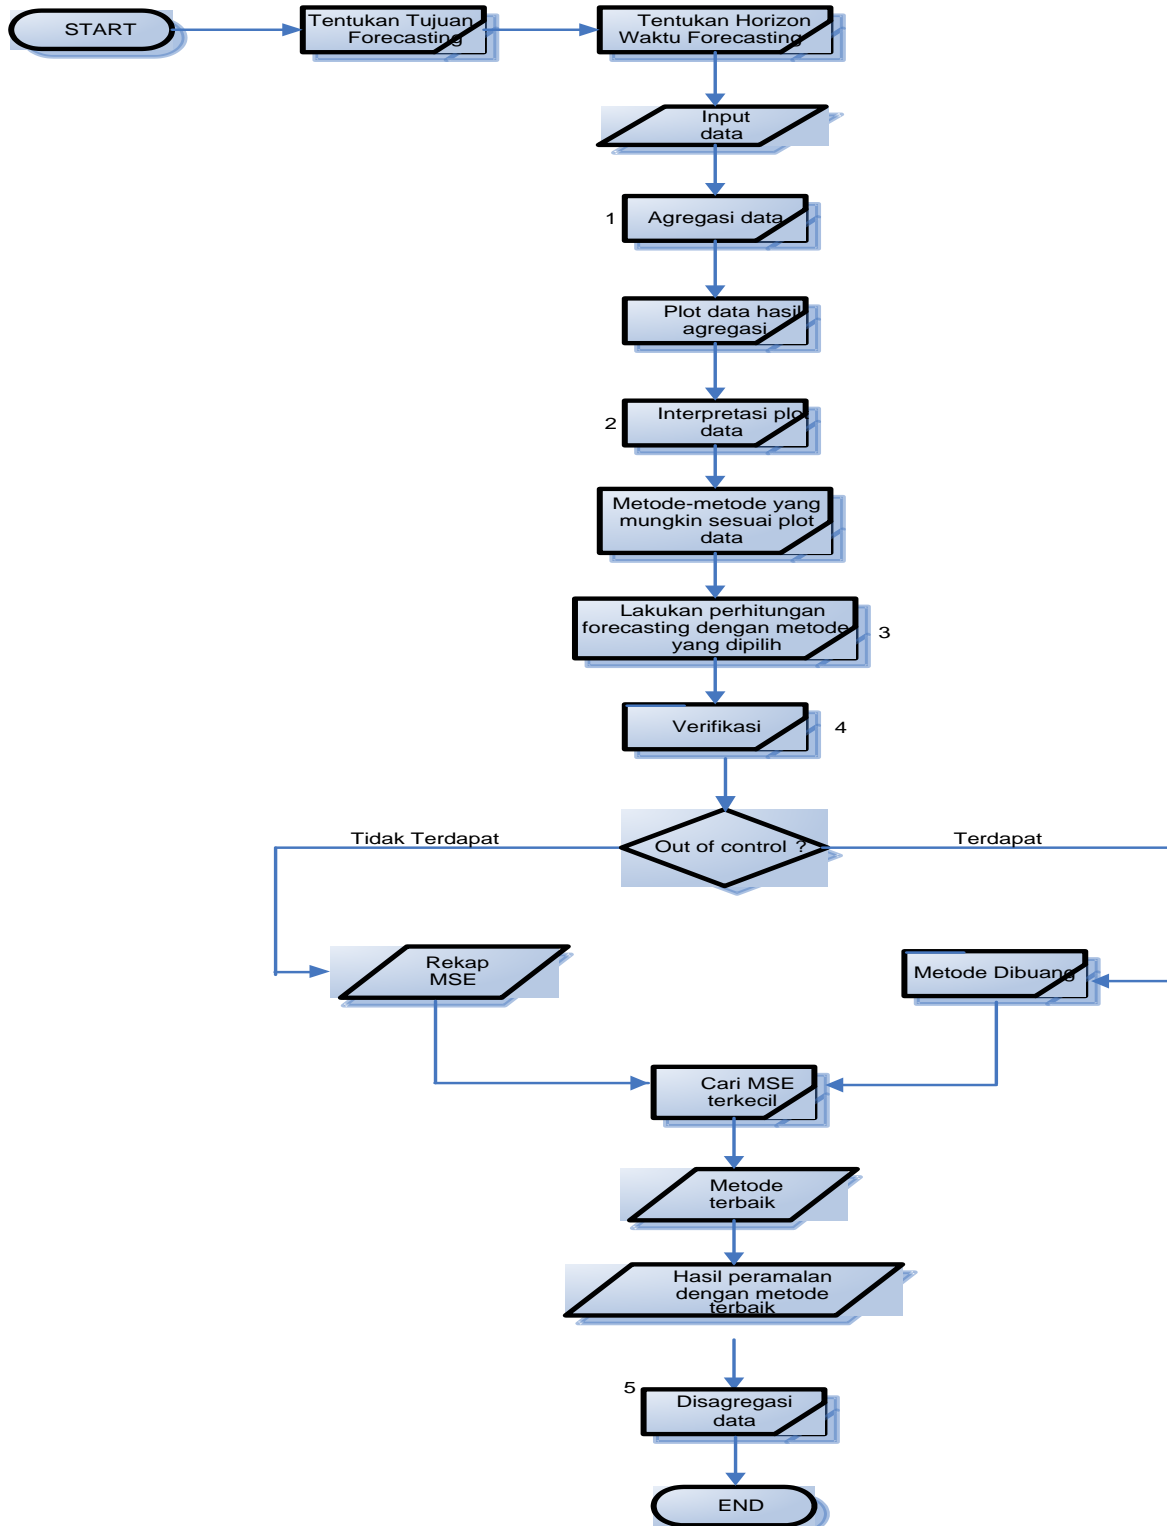 START
Tentukan Tujuan
Forecasting
Tentukan Horizon
Waktu Forecasting
Input
data
1
Agregasi data
Plot data hasil
agregasi
2
Interpretasi plot
data
Metode-metode yang
mungkin sesuai plot
data
Lakukan perhitungan
forecasting dengan metode
yang dipilih
3
Verifikasi
4
Tidak Terdapat
Out of control ?
Terdapat
Rekap
MSE
Metode Dibuang
Cari MSE
terkecil
Metode
terbaik
Hasil peramalan
dengan metode
terbaik
5
Disagregasi
data
END